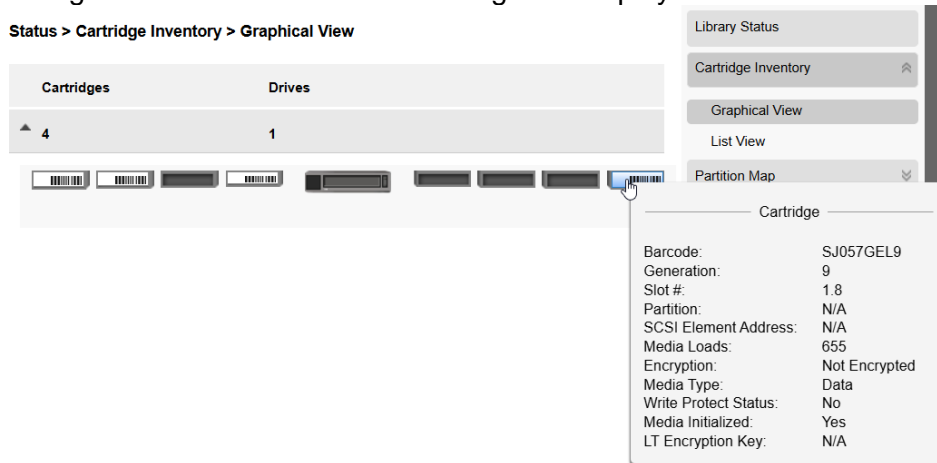 Status > Cartridge Inventory > Graphical View
Cartridges Drives
4 1
Library Status
Cartridge Inventory
Graphical View
List View
Partition Map
Cartridge
Barcode: SJ057GEL9
Generation: 9
Slot #: 1.8
Partition: N/A
SCSI Element Address: N/A
Media Loads: 655
Encryption: Not Encrypted
Media Type: Data
Write Protect Status: No
Media Initialized: Yes
LT Encryption Key: N/A